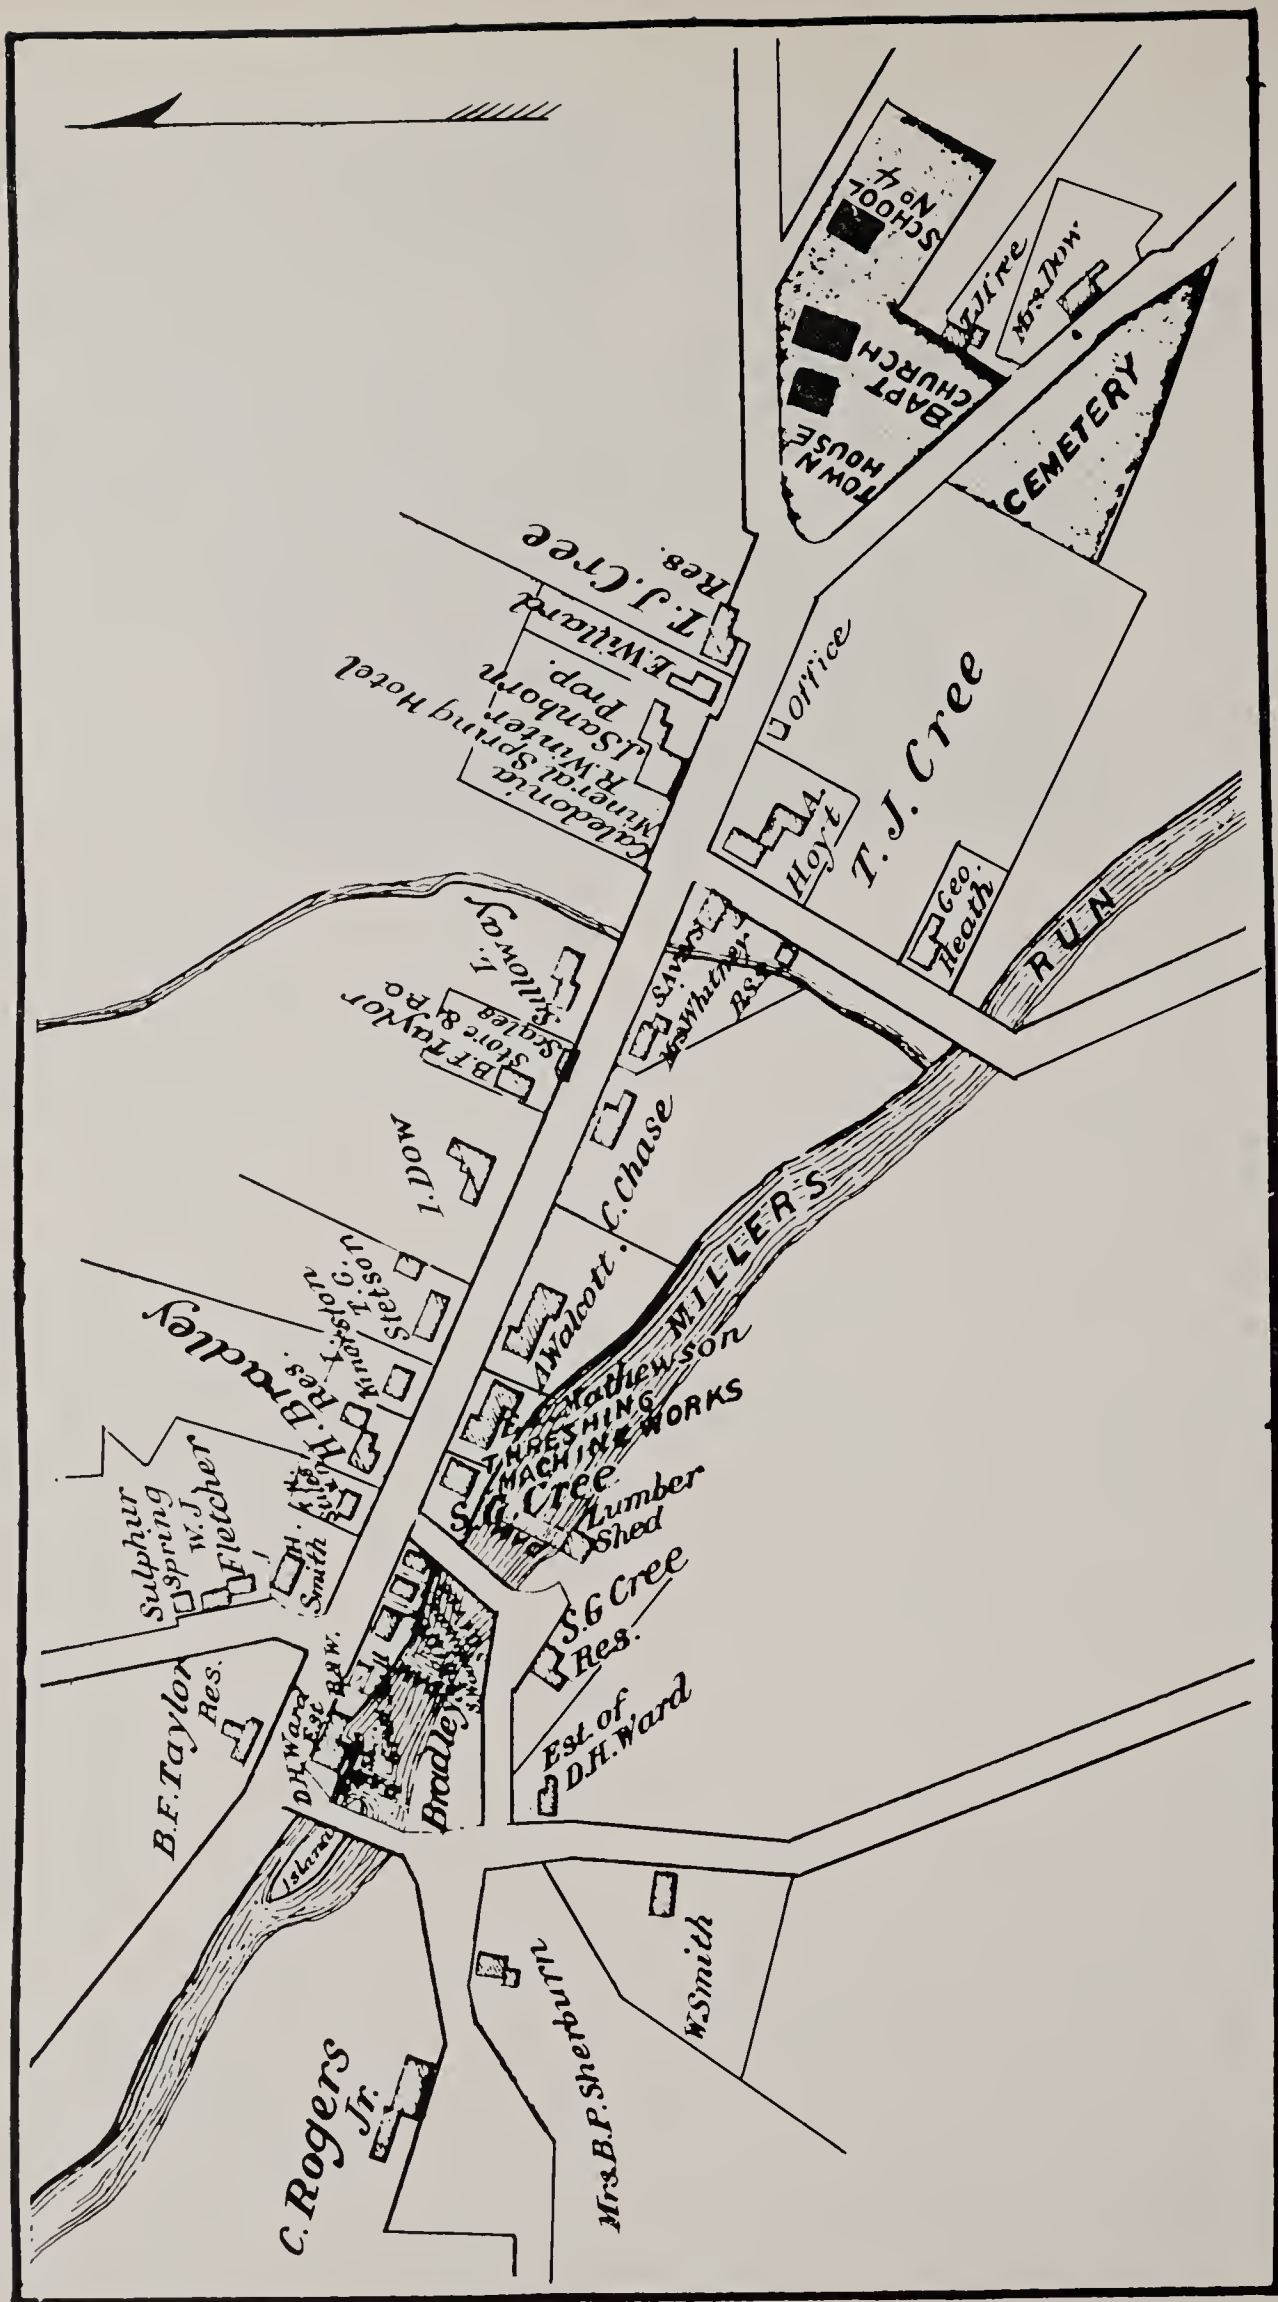 SCHOOL
No 4
BAPT
CHURCH
TOWN
HOUSE
Mrs. Dow
CEMETERY
T. J. Cree
Res.
E. Willard
Caledonia
Mineral Spring Hotel
R. Winter
J. Sanborn
Prop.
Office
A.
Hoyt
T. J. Cree
Geo.
Heath
MILLERS RUN
L.
Sulloway
B.F. Taylor
Store & P.O.
Scales
Mrs Whitney
B.S.S.
C. Chase
I. Dow
T. C.
Stetson
A Walcott
H. Bradley
Res.
Mathewson
THRESHING
MACHINE WORKS
S. G. Cree
Lumber
Shed
Sulphur
Spring
W. J
Fletcher
H.
Smith
S. G Cree
Res.
Est. of
D. H. Ward
B. F. Taylor
Res.
D. H. Ward
Est
Bradley
Island
W Smith
Mrs. B. P. Sherburn
C. Rogers
Jr.